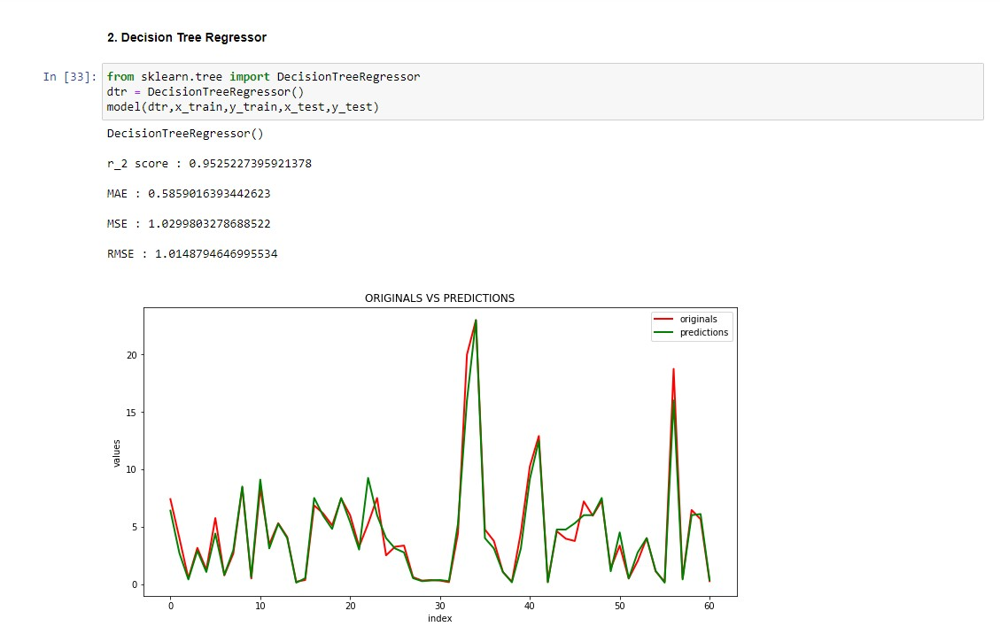 2. Decision Tree Regressor
In [33]: from sklearn.tree import DecisionTreeRegressor
dtr = DecisionTreeRegressor()
model(dtr,x_train,y_train,x_test,y_test)
DecisionTreeRegressor()
r_2 score : 0.9525227395921378
MAE : 0.5859016393442623
MSE : 1.0299803278688522
RMSE : 1.0148794646995534
ORIGINALS VS PREDICTIONS
originals
predictions
20
15
10
5
0
values
0 10 20 30 40 50 60
index